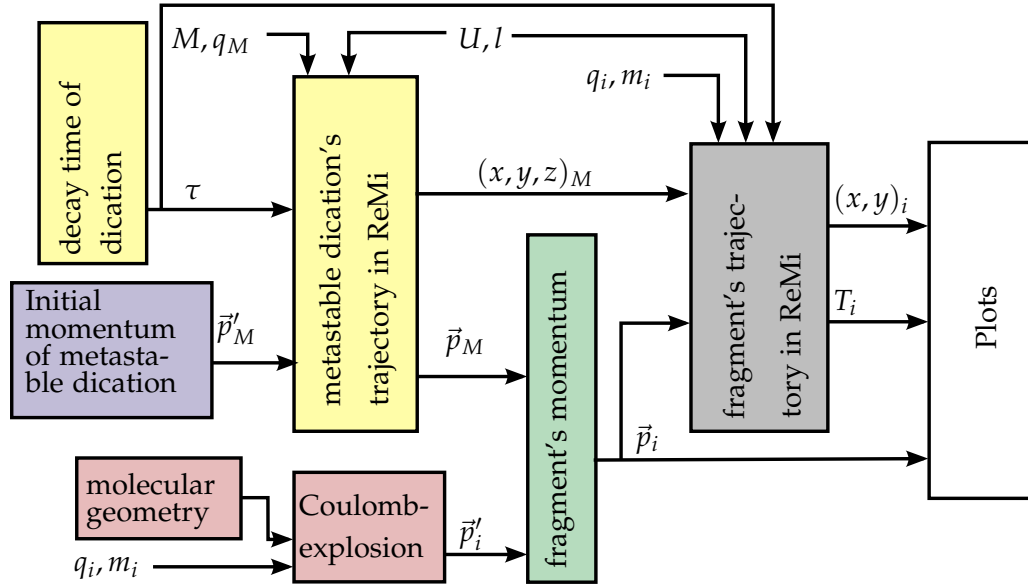 M, q_M
U, l
q_i, m_i
decay time of
dication
τ
metastable dication's
trajectory in ReMi
(x, y, z)_M
fragment's trajec-
tory in ReMi
(x, y)_i
T_i
Plots
Initial
momentum
of metasta-
ble dication
p⃗′_M
p⃗_M
fragment's momentum
p⃗_i
molecular
geometry
Coulomb-
explosion
p⃗′_i
q_i, m_i